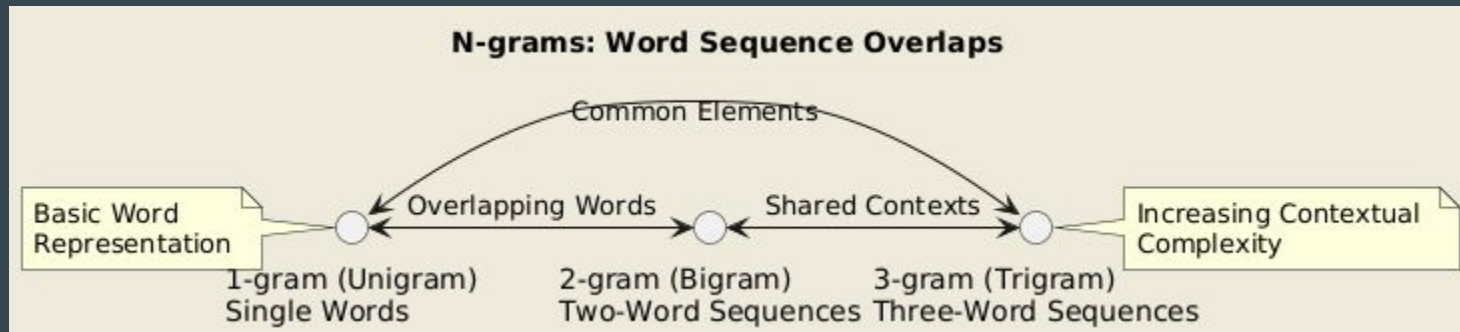 N-grams: Word Sequence Overlaps
Common Elements
Basic Word
Representation
Overlapping Words
Shared Contexts
Increasing Contextual
Complexity
1-gram (Unigram)
Single Words
2-gram (Bigram)
Two-Word Sequences
3-gram (Trigram)
Three-Word Sequences